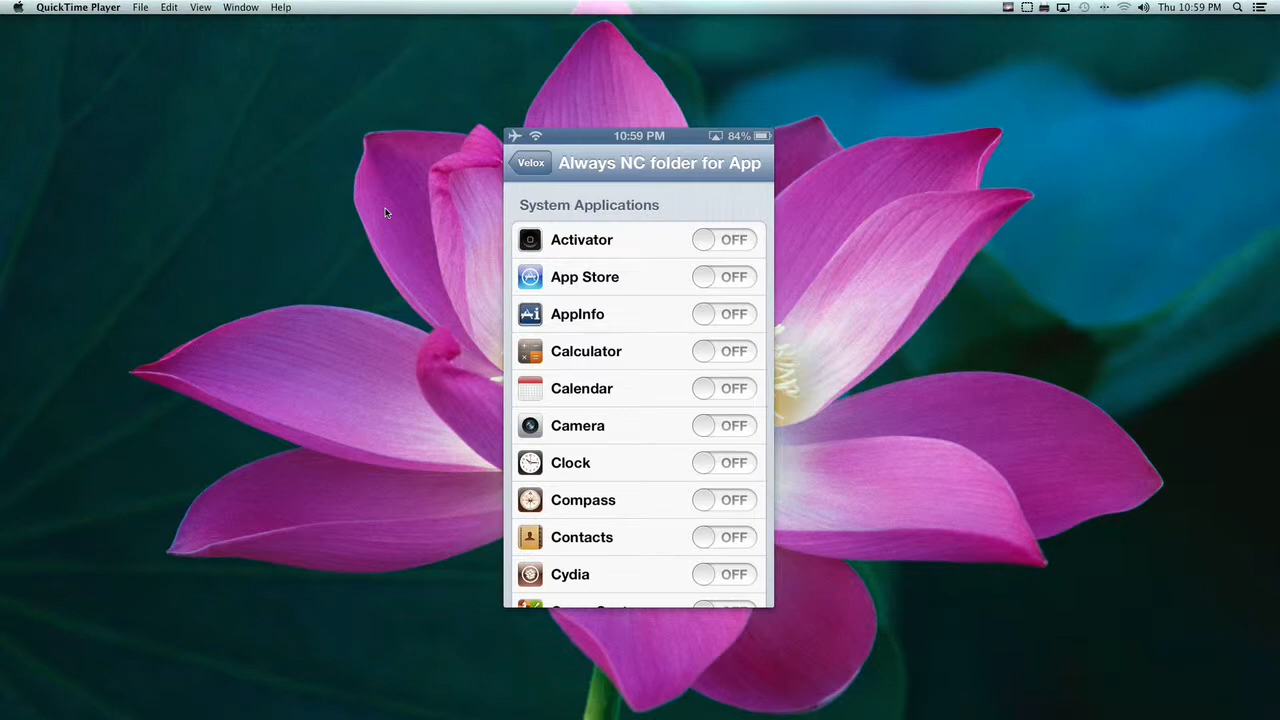 QuickTime Player File Edit View Window Help Thu 10:59 PM
10:59 PM 84%
Velox Always NC folder for App
System Applications
Activator OFF
App Store OFF
AppInfo OFF
Calculator OFF
Calendar OFF
Camera OFF
Clock OFF
Compass OFF
Contacts OFF
Cydia OFF